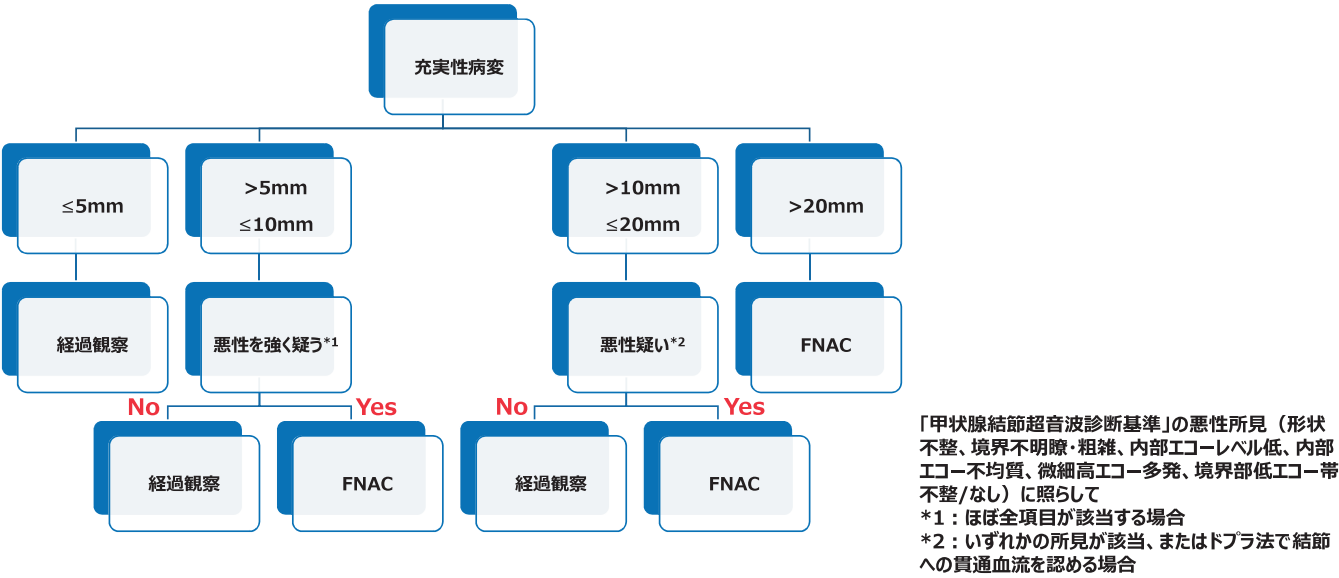 充実性病変
≤5mm
>5mm
≤10mm
>10mm
≤20mm
>20mm
経過観察
悪性を強く疑う*1
悪性疑い*2
FNAC
No
Yes
No
Yes
経過観察
FNAC
経過観察
FNAC
「甲状腺結節超音波診断基準」の悪性所見（形状
不整、境界不明瞭・粗雑、内部エコーレベル低、内部
エコー不均質、微細高エコー多発、境界部低エコー帯
不整/なし）に照らして
*1：ほぼ全項目が該当する場合
*2：いずれかの所見が該当、またはドプラ法で結節
への貫通血流を認める場合